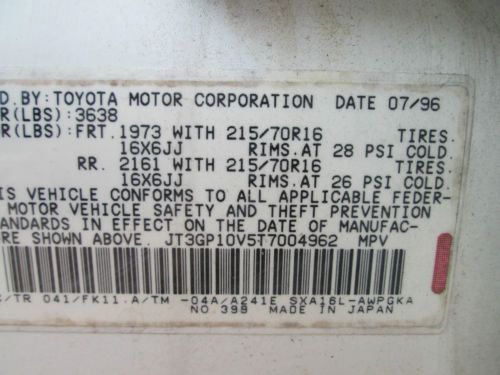 D. BY: TOYOTA MOTOR CORPORATION DATE 07/96
R(LBS): 3638
R(LBS): FRT. 1973 WITH 215/70R16 TIRES.
16X6JJ RIMS. AT 28 PSI COLD.
RR. 2161 WITH 215/70R16 TIRES.
16X6JJ RIMS. AT 26 PSI COLD.
IS VEHICLE CONFORMS TO ALL APPLICABLE FEDER-
MOTOR VEHICLE SAFETY AND THEFT PREVENTION
ANDARDS IN EFFECT ON THE DATE OF MANUFAC-
RE SHOWN ABOVE. JT3GP10V5T7004962 MPV
/TR 041/FK11.A/TM -04A/A241E SXA16L-AWPGKA
NO.399 MADE IN JAPAN